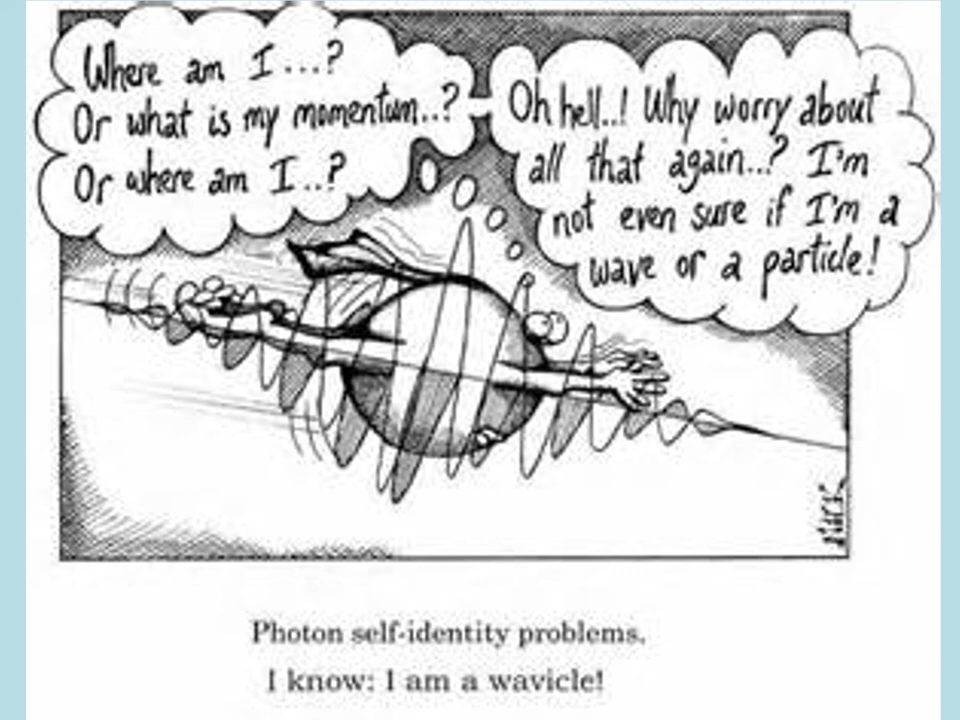 Where am I...?
Or what is my momentum..?
Or where am I..?
Oh hell..! Why worry about
all that again...? I'm
not even sure if I'm a
wave or a particle!
Photon self-identity problems.
I know: I am a wavicle!